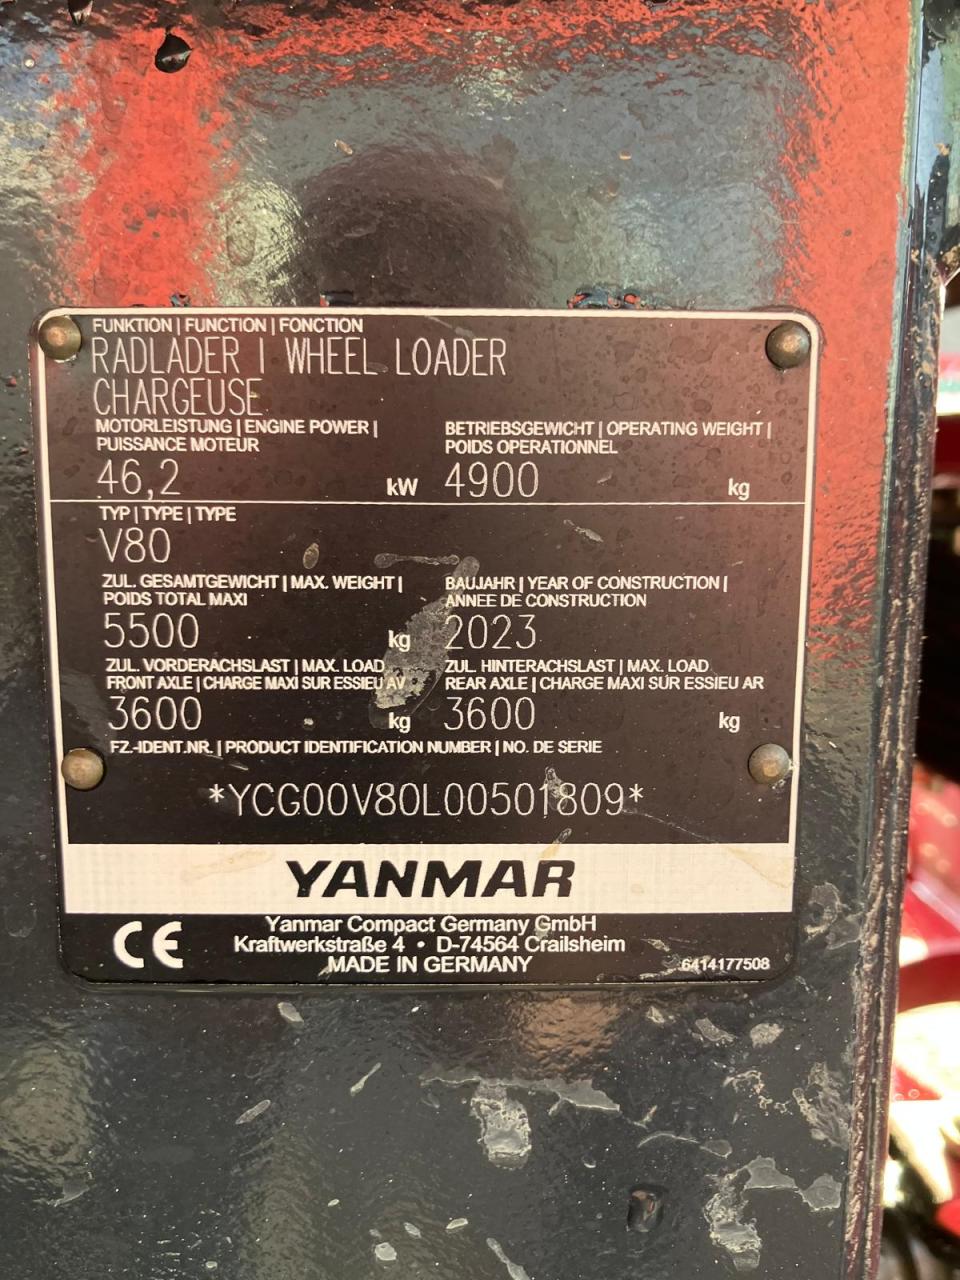 FUNKTION | FUNCTION | FONCTION
RADLADER | WHEEL LOADER
CHARGEUSE
MOTORLEISTUNG | ENGINE POWER |
PUISSANCE MOTEUR
46,2 kW
BETRIEBSGEWICHT | OPERATING WEIGHT |
POIDS OPERATIONNEL
4900 kg
TYP | TYPE | TYPE
V80
ZUL. GESAMTGEWICHT | MAX. WEIGHT |
POIDS TOTAL MAXI
5500 kg
BAUJAHR | YEAR OF CONSTRUCTION |
ANNEE DE CONSTRUCTION
2023
ZUL. VORDERACHSLAST | MAX. LOAD
FRONT AXLE | CHARGE MAXI SUR ESSIEU AV
3600 kg
ZUL. HINTERACHSLAST | MAX. LOAD
REAR AXLE | CHARGE MAXI SUR ESSIEU AR
3600 kg
FZ.-IDENT.NR. | PRODUCT IDENTIFICATION NUMBER | NO. DE SERIE
*YCG00V80L00501809*
YANMAR
CE
Yanmar Compact Germany GmbH
Kraftwerkstraße 4 • D-74564 Crailsheim
MADE IN GERMANY
6414177508